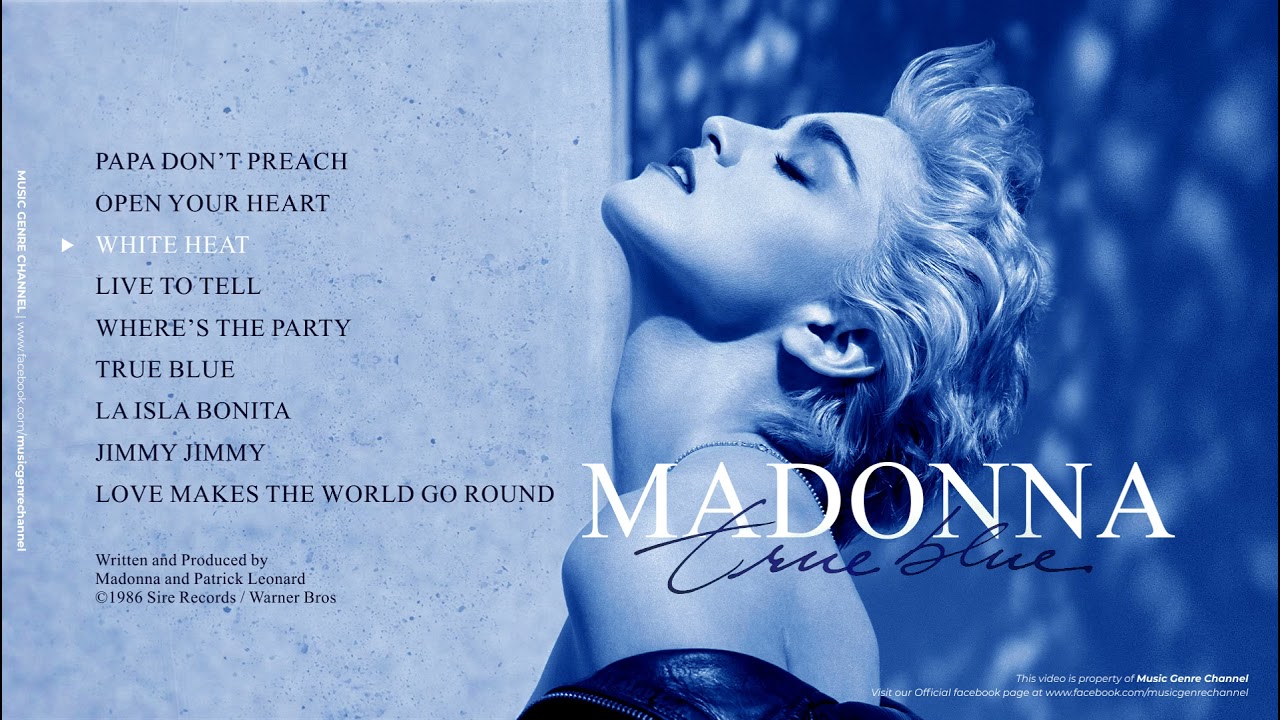 MUSIC GENRE CHANNEL | www.facebook.com/musicgenrechannel
PAPA DON’T PREACH
OPEN YOUR HEART
WHITE HEAT
LIVE TO TELL
WHERE’S THE PARTY
TRUE BLUE
LA ISLA BONITA
JIMMY JIMMY
LOVE MAKES THE WORLD GO ROUND
Written and Produced by
Madonna and Patrick Leonard
©1986 Sire Records / Warner Bros
MADONNA
true blue
This video is property of Music Genre Channel
Visit our Official facebook page at www.facebook.com/musicgenrechannel